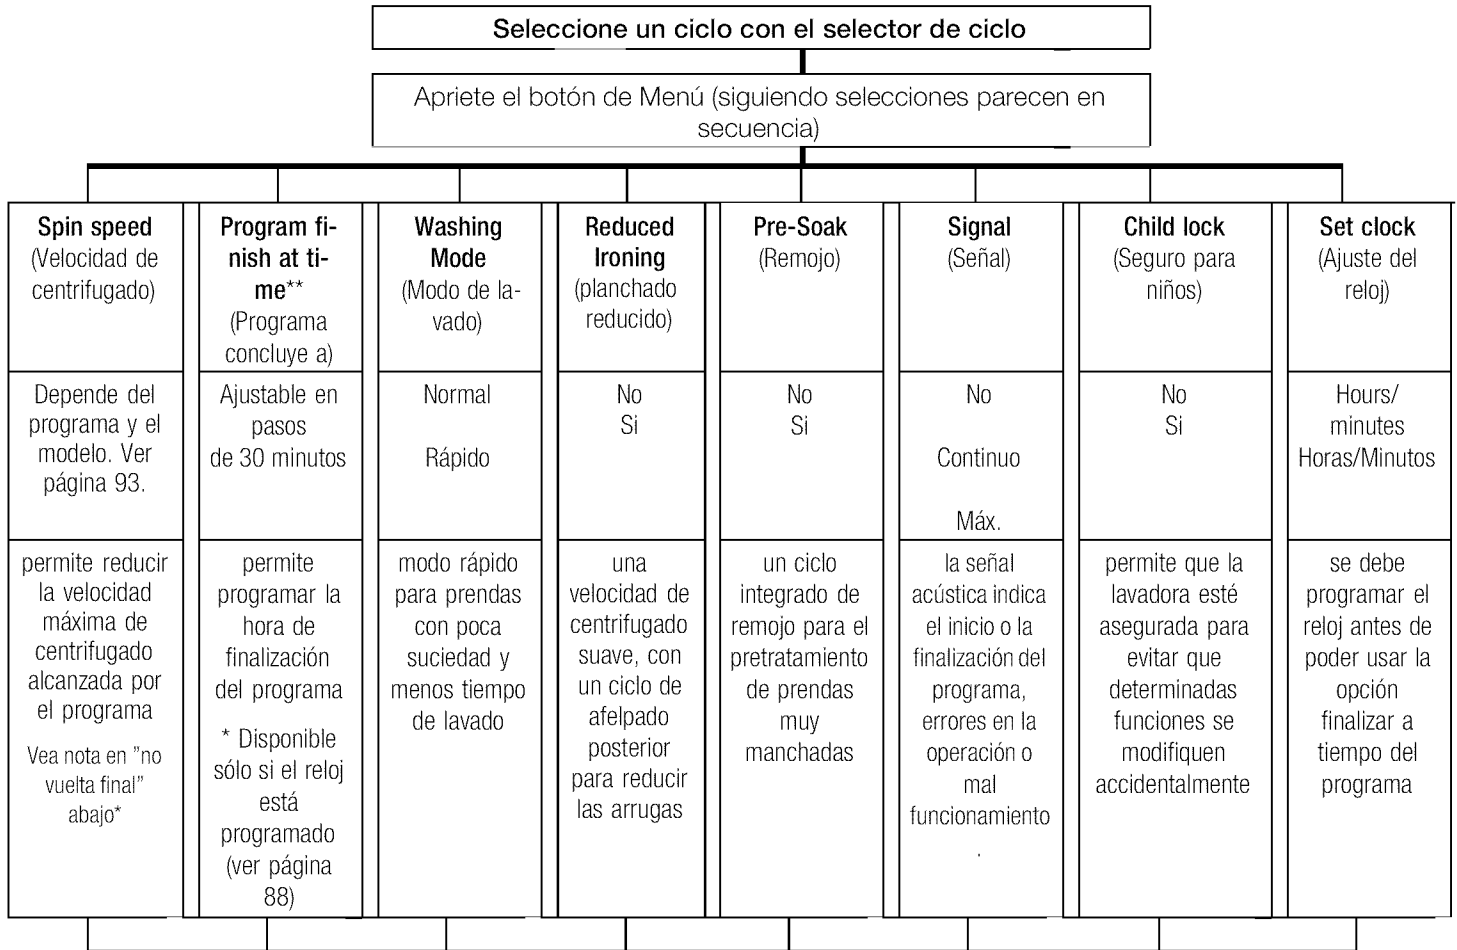 Seleccione un ciclo con el selector de ciclo
Apriete el botón de Menú (siguiendo selecciones parecen en
secuencia)
Spin speed
(Velocidad de
centrifugado)
Depende del
programa y el
modelo. Ver
página 93.
permite reducir
la velocidad
máxima de
centrifugado
alcanzada por
el programa
Vea nota en "no
vuelta final"
abajo*
Program fi-
nish at ti-
me**
(Programa
concluye a)
Ajustable en
pasos
de 30 minutos
permite
programar la
hora de
finalización
del programa
* Disponible
sólo si el reloj
está
programado
(ver página
88)
Washing
Mode
(Modo de la-
vado)
Normal
Rápido
modo rápido
para prendas
con poca
suciedad y
menos tiempo
de lavado
Reduced
Ironing
(planchado
reducido)
No
Si
una
velocidad de
centrifugado
suave, con
un ciclo de
afelpado
posterior
para reducir
las arrugas
Pre-Soak
(Remojo)
No
Si
un ciclo
integrado de
remojo para el
pretratamiento
de prendas
muy
manchadas
Signal
(Señal)
No
Continuo
Máx.
la señal
acústica indica
el inicio o la
finalización del
programa,
errores en la
operación o
mal
funcionamiento
.
Child lock
(Seguro para
niños)
No
Si
permite que la
lavadora esté
asegurada para
evitar que
determinadas
funciones se
modifiquen
accidentalmente
Set clock
(Ajuste del
reloj)
Hours/
minutes
Horas/Minutos
se debe
programar el
reloj antes de
poder usar la
opción
finalizar a
tiempo del
programa